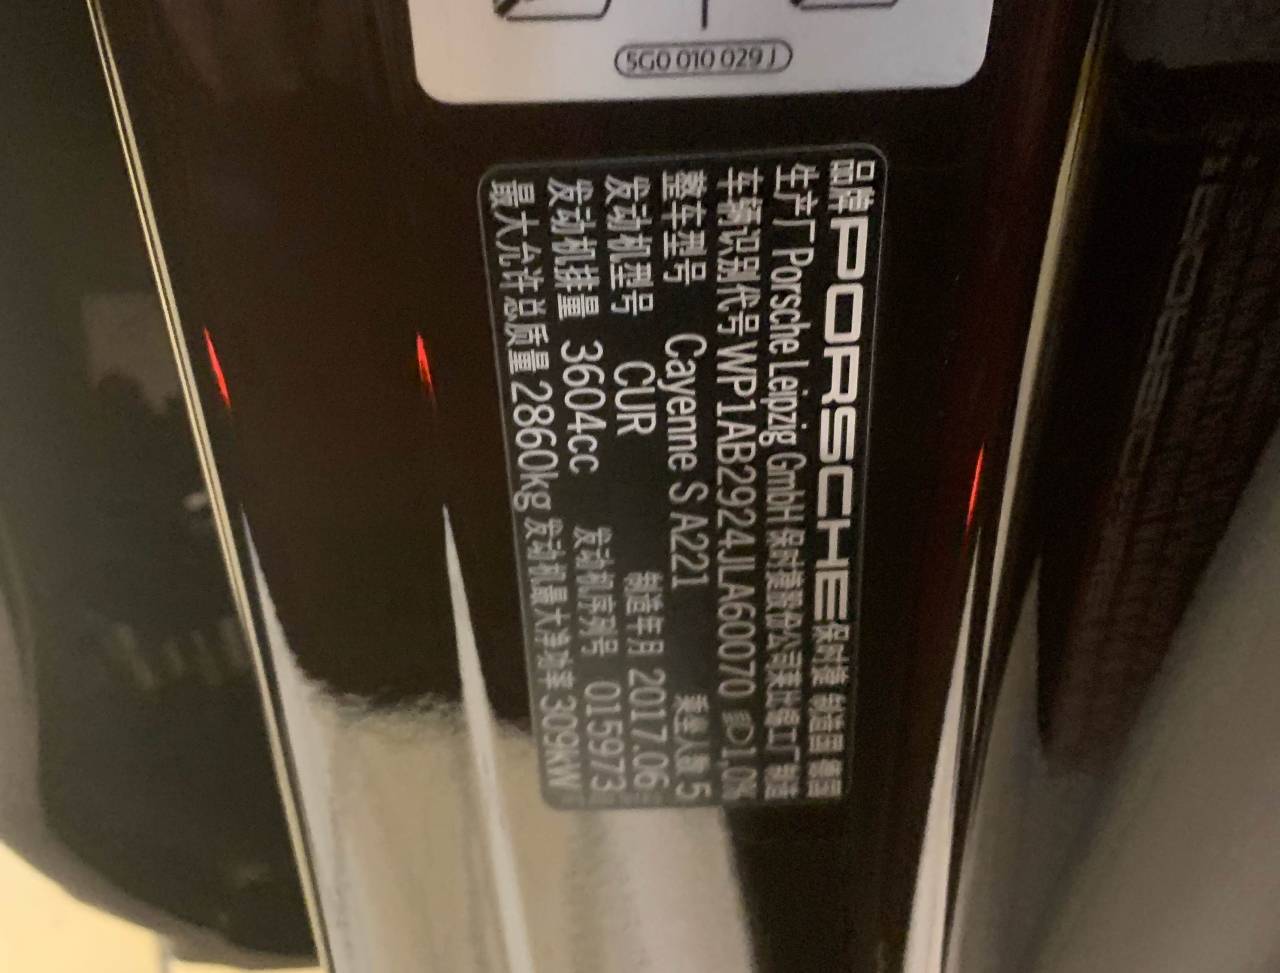 5G0 010 029 J
品牌 PORSCHE 保时捷 制造国 德国
生产厂 Porsche Leipzig GmbH 保时捷股份公司莱比锡工厂 制造
车辆识别代号 WP1AB2924JLA60070
整车型号 Cayenne S A221 乘坐人数 5
发动机型号 CUR 制造年月 2017.06
发动机排量 3604cc 发动机序列号 015973
最大允许总质量 2860kg 发动机最大净功率 309kW